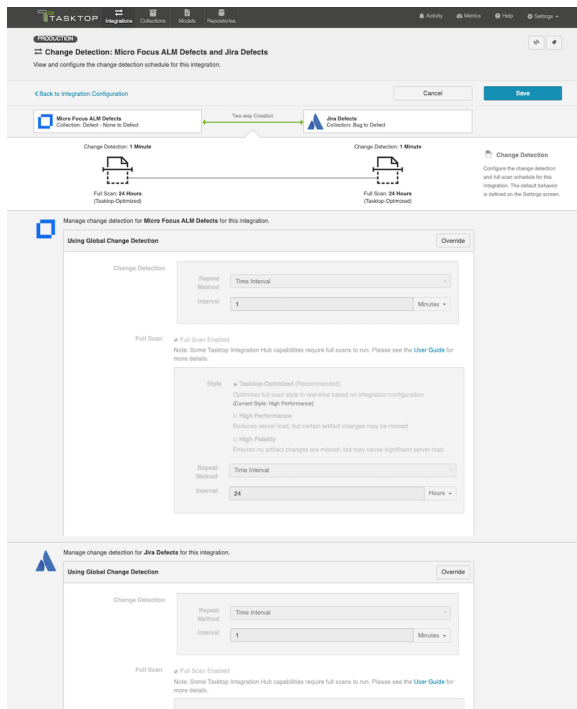 TASKTOP
Integrations
Collections
Models
Repositories
Activity
Metrics
Help
Settings
PRODUCTION
Change Detection: Micro Focus ALM Defects and Jira Defects
View and configure the change detection schedule for this integration.
Back to Integration Configuration
Cancel
Save
Micro Focus ALM Defects
Collection: Defect - None to Defect
Two-way Creation
Jira Defects
Collection: Bug to Defect
Change Detection: 1 Minute
Change Detection: 1 Minute
Full Scan: 24 Hours
(Tasktop-Optimized)
Full Scan: 24 Hours
(Tasktop-Optimized)
Change Detection
Configure the change detection
and full scan schedule for this
integration. The default behavior
is defined on the Settings screen.
Manage change detection for Micro Focus ALM Defects for this integration.
Using Global Change Detection
Override
Change Detection
Repeat
Method
Time Interval
Interval
1
Minutes
Full Scan
Full Scan Enabled
Note: Some Tasktop Integration Hub capabilities require full scans to run. Please see the User Guide for
more details.
Style
Tasktop-Optimized (Recommended)
Optimizes full scan style in real-time based on integration configuration
(Current Style: High Performance)
High Performance
Reduces server load, but certain artifact changes may be missed
High Fidelity
Ensures no artifact changes are missed, but may cause significant server load
Repeat
Method
Time Interval
Interval
24
Hours
Manage change detection for Jira Defects for this integration.
Using Global Change Detection
Override
Change Detection
Repeat
Method
Time Interval
Interval
1
Minutes
Full Scan
Full Scan Enabled
Note: Some Tasktop Integration Hub capabilities require full scans to run. Please see the User Guide for
more details.